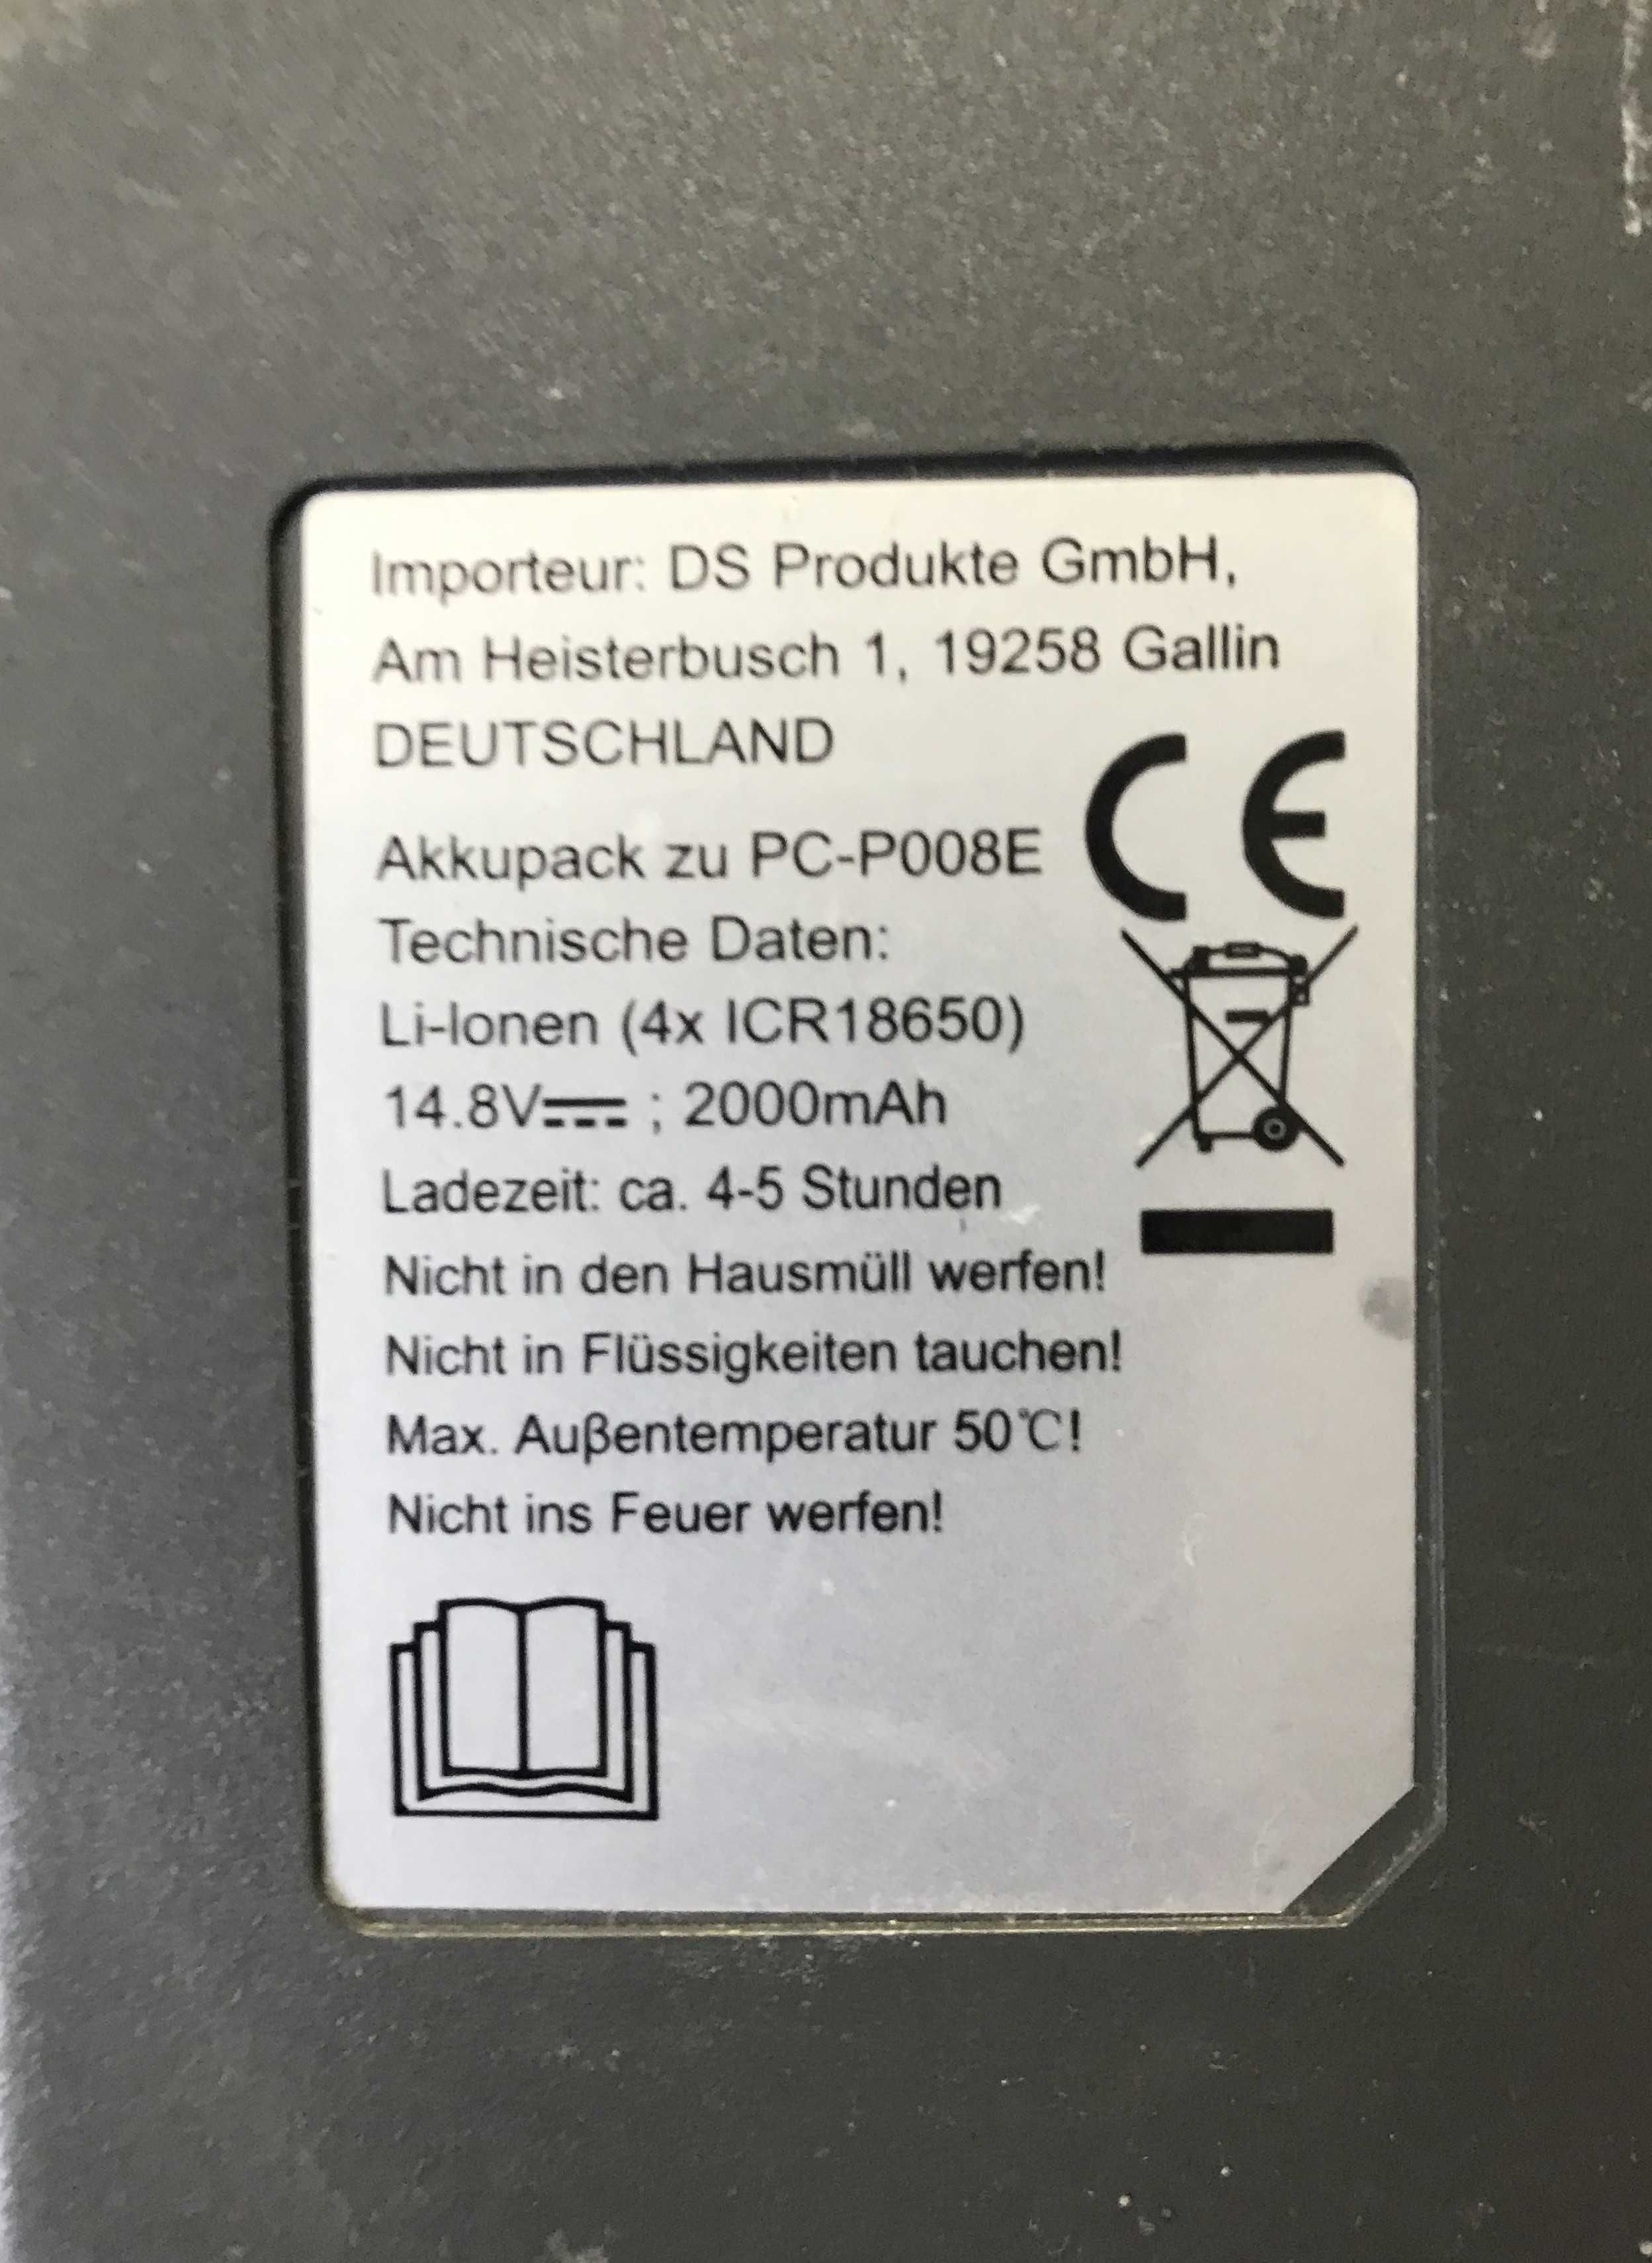 Importeur: DS Produkte GmbH,
Am Heisterbusch 1, 19258 Gallin
DEUTSCHLAND
CE
Akkupack zu PC-P008E
Technische Daten:
Li-Ionen (4x ICR18650)
14.8V⎓ ; 2000mAh
Ladezeit: ca. 4-5 Stunden
Nicht in den Hausmüll werfen!
Nicht in Flüssigkeiten tauchen!
Max. Außentemperatur 50℃!
Nicht ins Feuer werfen!